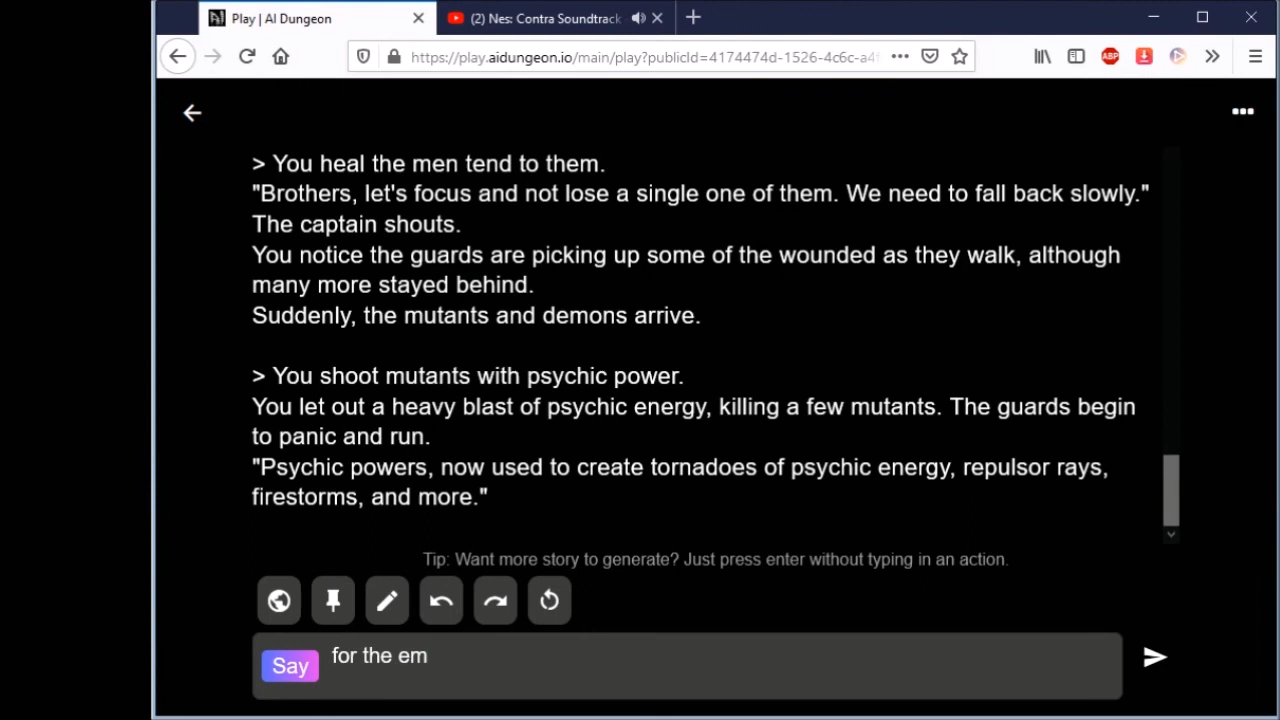 Play | AI Dungeon
(2) Nes: Contra Soundtrack
https://play.aidungeon.io/main/play?publicId=4174474d-1526-4c6c-a4f
ABP
> You heal the men tend to them.
"Brothers, let's focus and not lose a single one of them. We need to fall back slowly."
The captain shouts.
You notice the guards are picking up some of the wounded as they walk, although
many more stayed behind.
Suddenly, the mutants and demons arrive.
> You shoot mutants with psychic power.
You let out a heavy blast of psychic energy, killing a few mutants. The guards begin
to panic and run.
"Psychic powers, now used to create tornadoes of psychic energy, repulsor rays,
firestorms, and more."
Tip: Want more story to generate? Just press enter without typing in an action.
Say for the em